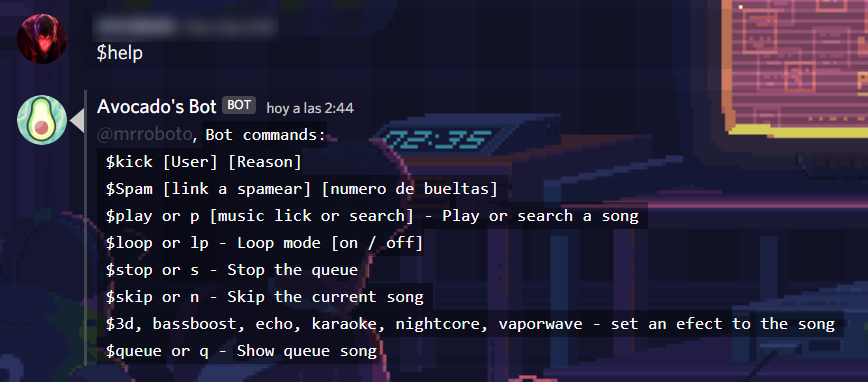 $help
Avocado's Bot BOT hoy a las 2:44
@mrroboto, Bot commands:
$kick [User] [Reason]
$Spam [link a spamear] [numero de bueltas]
$play or p [music lick or search] - Play or search a song
$loop or lp - Loop mode [on / off]
$stop or s - Stop the queue
$skip or n - Skip the current song
$3d, bassboost, echo, karaoke, nightcore, vaporwave - set an efect to the song
$queue or q - Show queue song
12:35